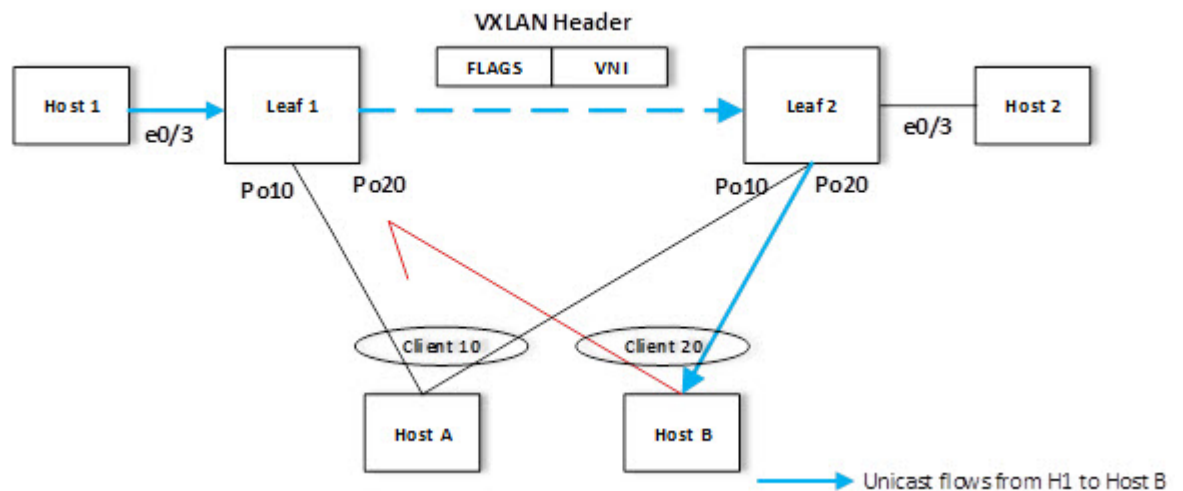 VXLAN Header
FLAGS VNI
Host 1
Leaf 1
Leaf 2
Host 2
e0/3
e0/3
Po10
Po20
Po10
Po20
Client 10
Client 20
Host A
Host B
Unicast flows from H1 to Host B